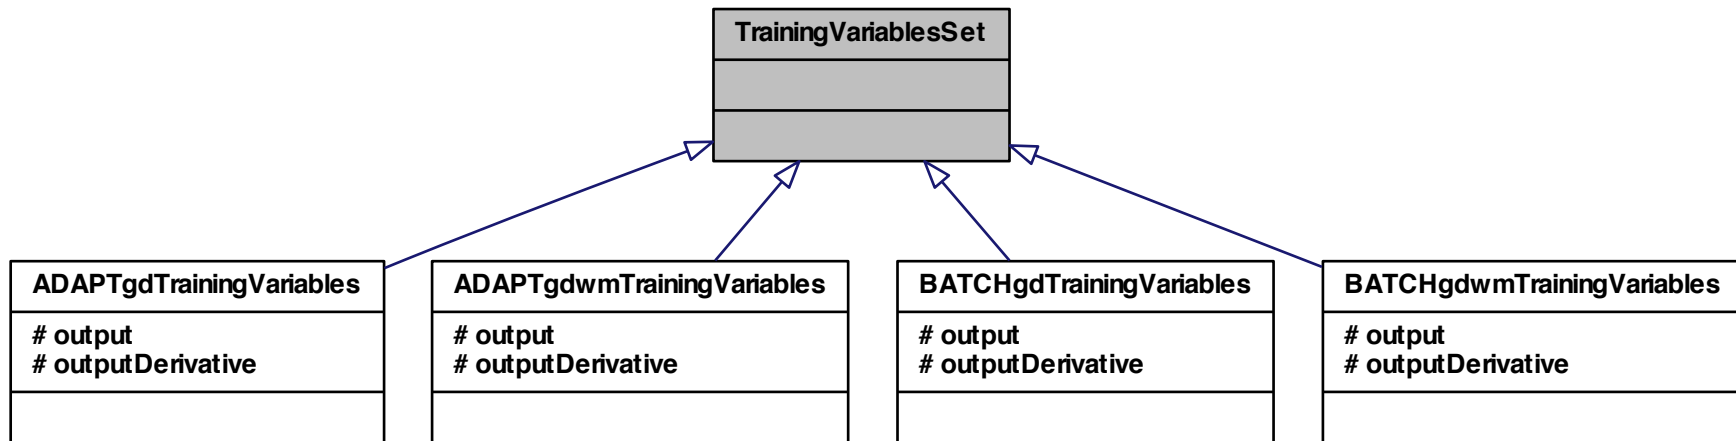 TrainingVariablesSet
ADAPTgdTrainingVariables
# output
# outputDerivative
ADAPTgdwmTrainingVariables
# output
# outputDerivative
BATCHgdTrainingVariables
# output
# outputDerivative
BATCHgdwmTrainingVariables
# output
# outputDerivative